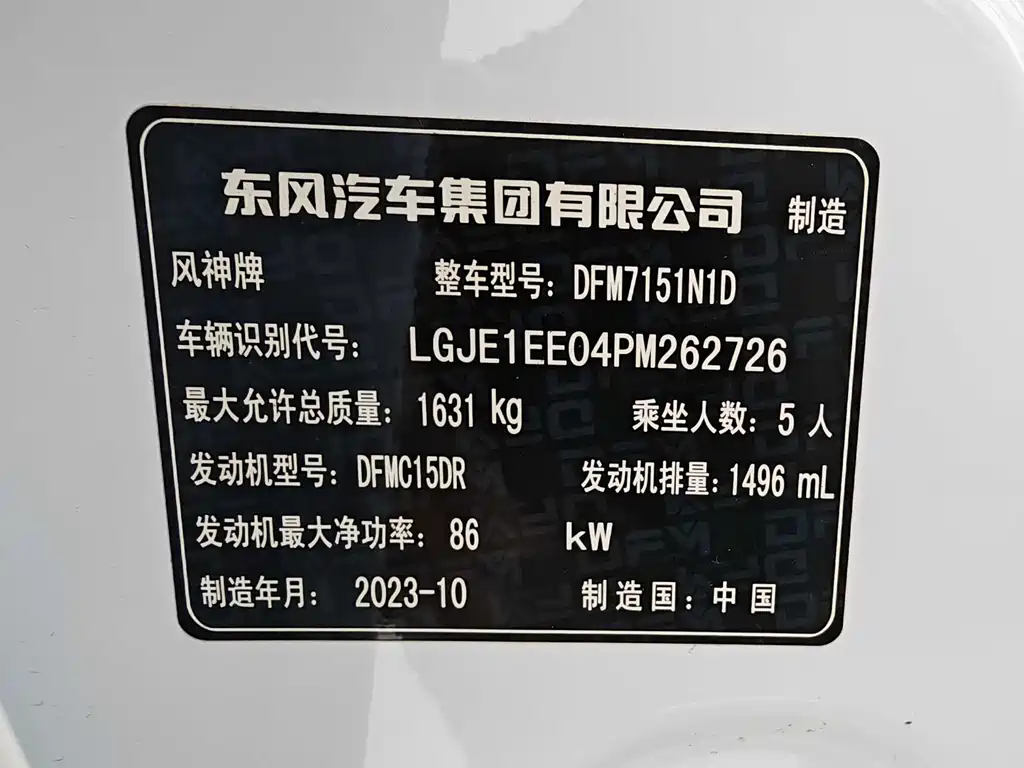 东风汽车集团有限公司 制造
风神牌 整车型号：DFM7151N1D
车辆识别代号： LGJE1EE04PM262726
最大允许总质量：1631 kg 乘坐人数：5 人
发动机型号：DFMC15DR 发动机排量：1496 mL
发动机最大净功率：86 kW
制造年月： 2023-10 制造国：中国